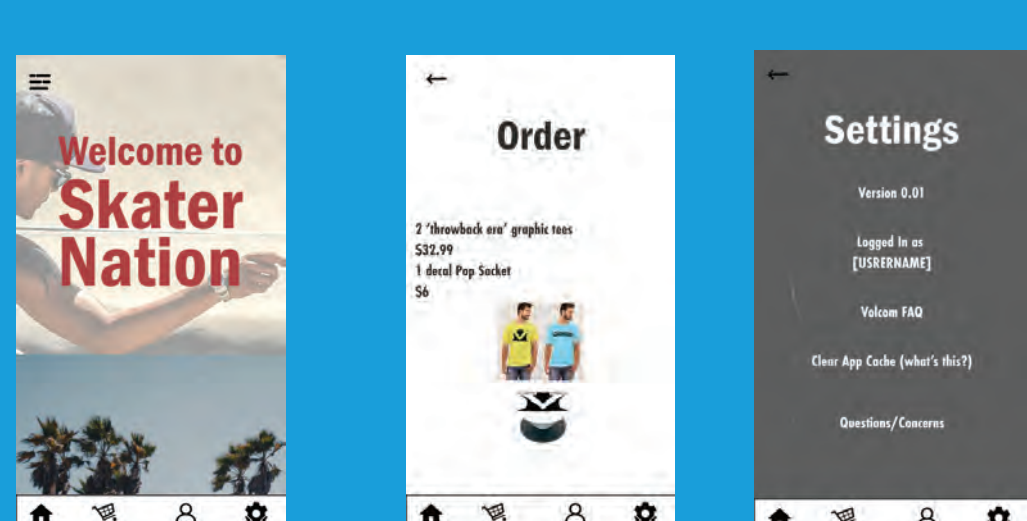 Welcome to
Skater
Nation
Order
2 ‘throwback era’ graphic tees
$32.99
1 decal Pop Socket
$6
Settings
Version 0.01
Logged In as
[USRERNAME]
Volcom FAQ
Clear App Cache (what’s this?)
Questions/Concerns